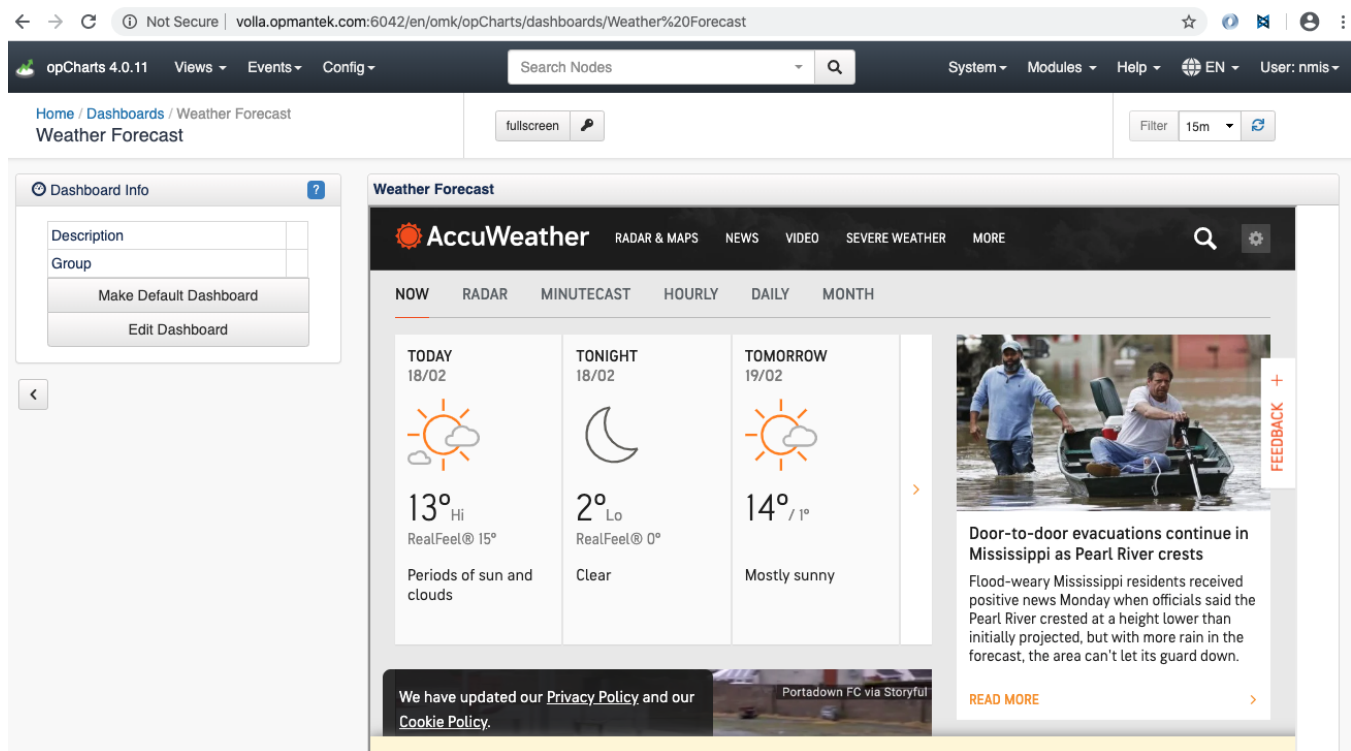 Not Secure
volla.opmantek.com:6042/en/omk/opCharts/dashboards/Weather%20Forecast
opCharts 4.0.11
Views
Events
Config
Search Nodes
System
Modules
Help
EN
User: nmis
Home / Dashboards / Weather Forecast
Weather Forecast
fullscreen
Filter
15m
Dashboard Info
?
Description
Group
Make Default Dashboard
Edit Dashboard
Weather Forecast
AccuWeather
RADAR & MAPS
NEWS
VIDEO
SEVERE WEATHER
MORE
NOW
RADAR
MINUTECAST
HOURLY
DAILY
MONTH
TODAY
18/02
13° Hi
RealFeel® 15°
Periods of sun and
clouds
TONIGHT
18/02
2° Lo
RealFeel® 0°
Clear
TOMORROW
19/02
14° / 1°
Mostly sunny
FEEDBACK +
Door-to-door evacuations continue in
Mississippi as Pearl River crests
Flood-weary Mississippi residents received
positive news Monday when officials said the
Pearl River crested at a height lower than
initially projected, but with more rain in the
forecast, the area can't let its guard down.
READ MORE
We have updated our Privacy Policy and our
Cookie Policy.
Portadown FC via Storyful